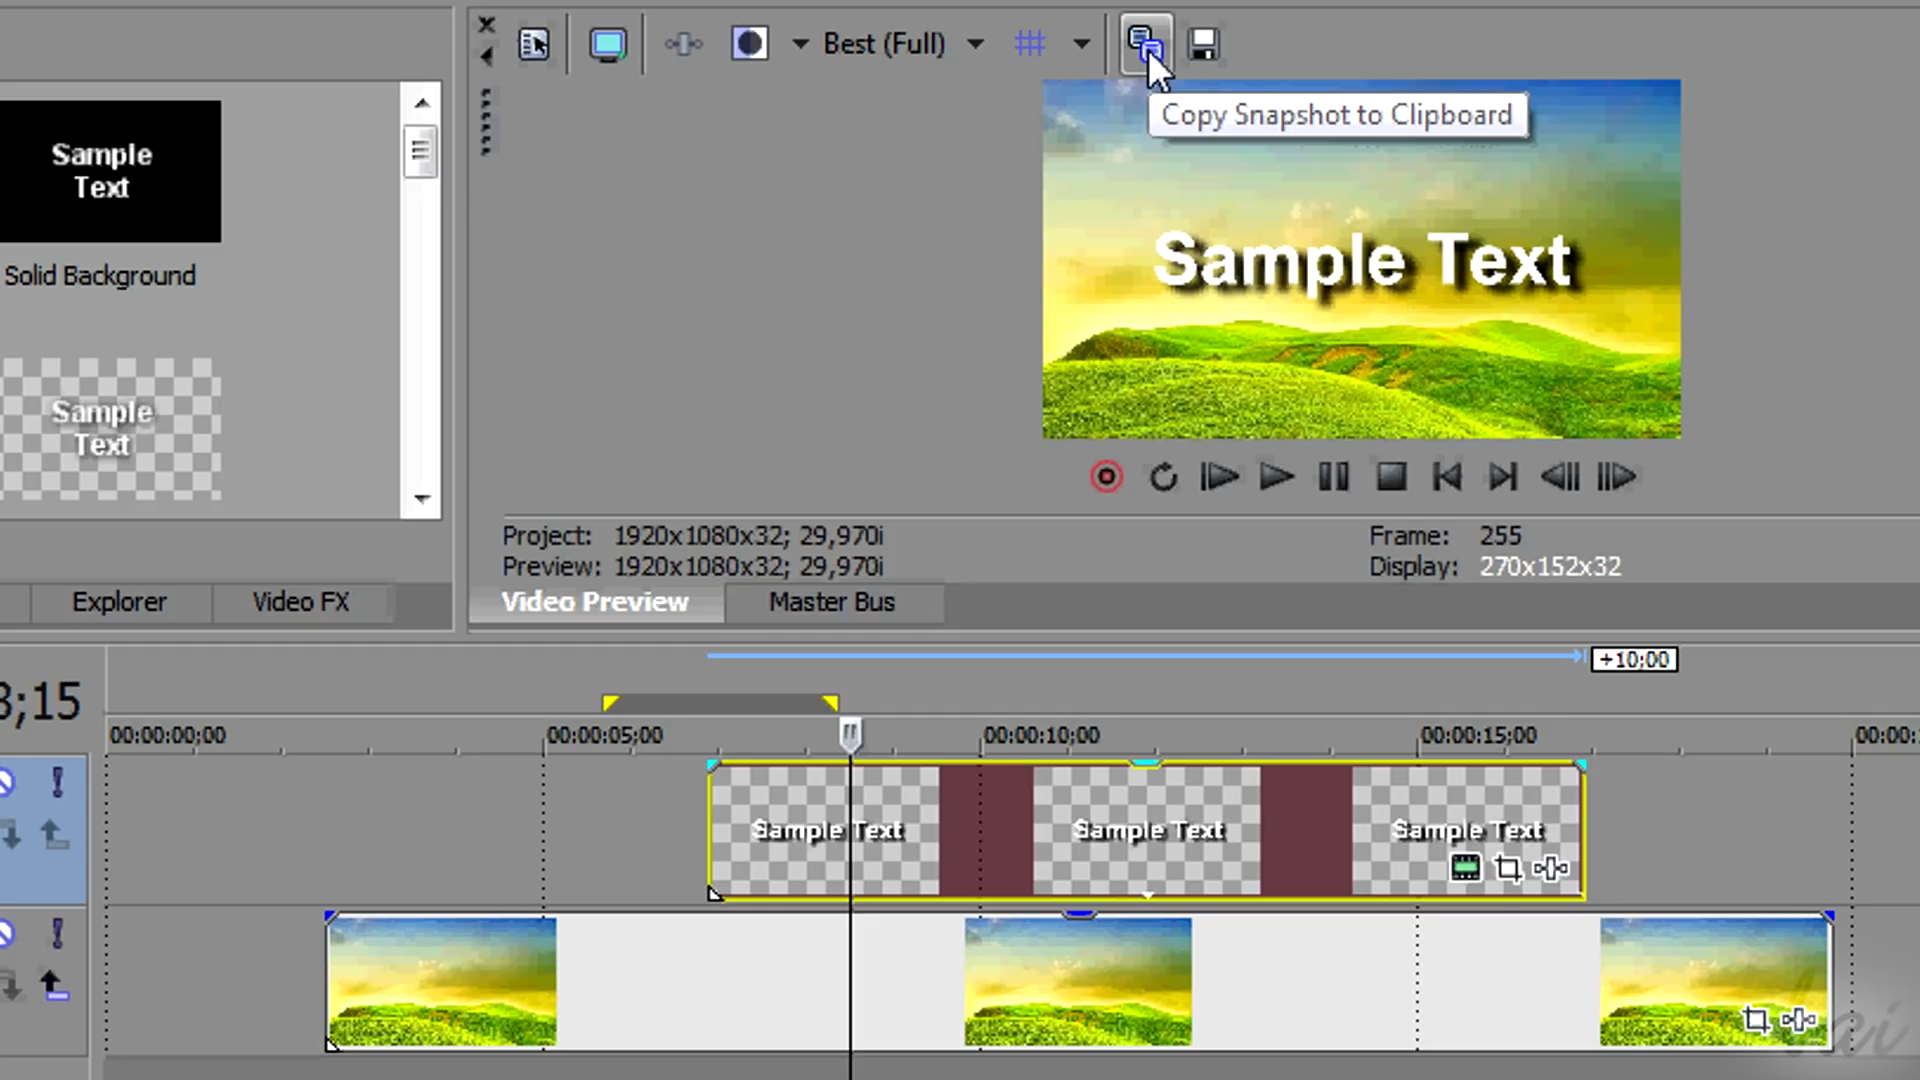 Best (Full)
Copy Snapshot to Clipboard
Sample
Text
Solid Background
Sample
Text
Sample Text
Project: 1920x1080x32; 29,970i
Preview: 1920x1080x32; 29,970i
Frame: 255
Display: 270x152x32
Explorer
Video FX
Video Preview
Master Bus
+10;00
;15
00:00:00;00
00:00:05;00
00:00:10;00
00:00:15;00
00:00:
Sample Text
Sample Text
Sample Text